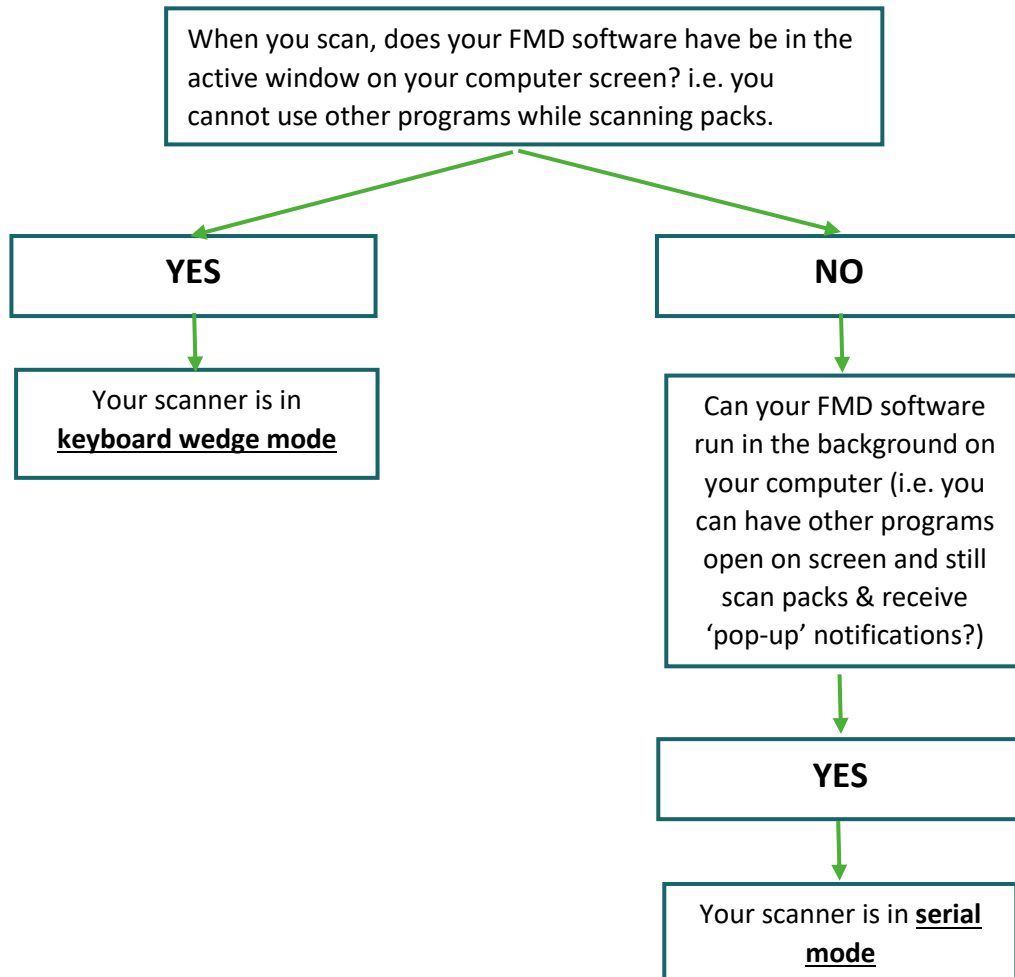 When you scan, does your FMD software have be in the
active window on your computer screen? i.e. you
cannot use other programs while scanning packs.
YES
NO
Your scanner is in
keyboard wedge mode
Can your FMD software
run in the background on
your computer (i.e. you
can have other programs
open on screen and still
scan packs & receive
‘pop-up’ notifications?)
YES
Your scanner is in serial
mode